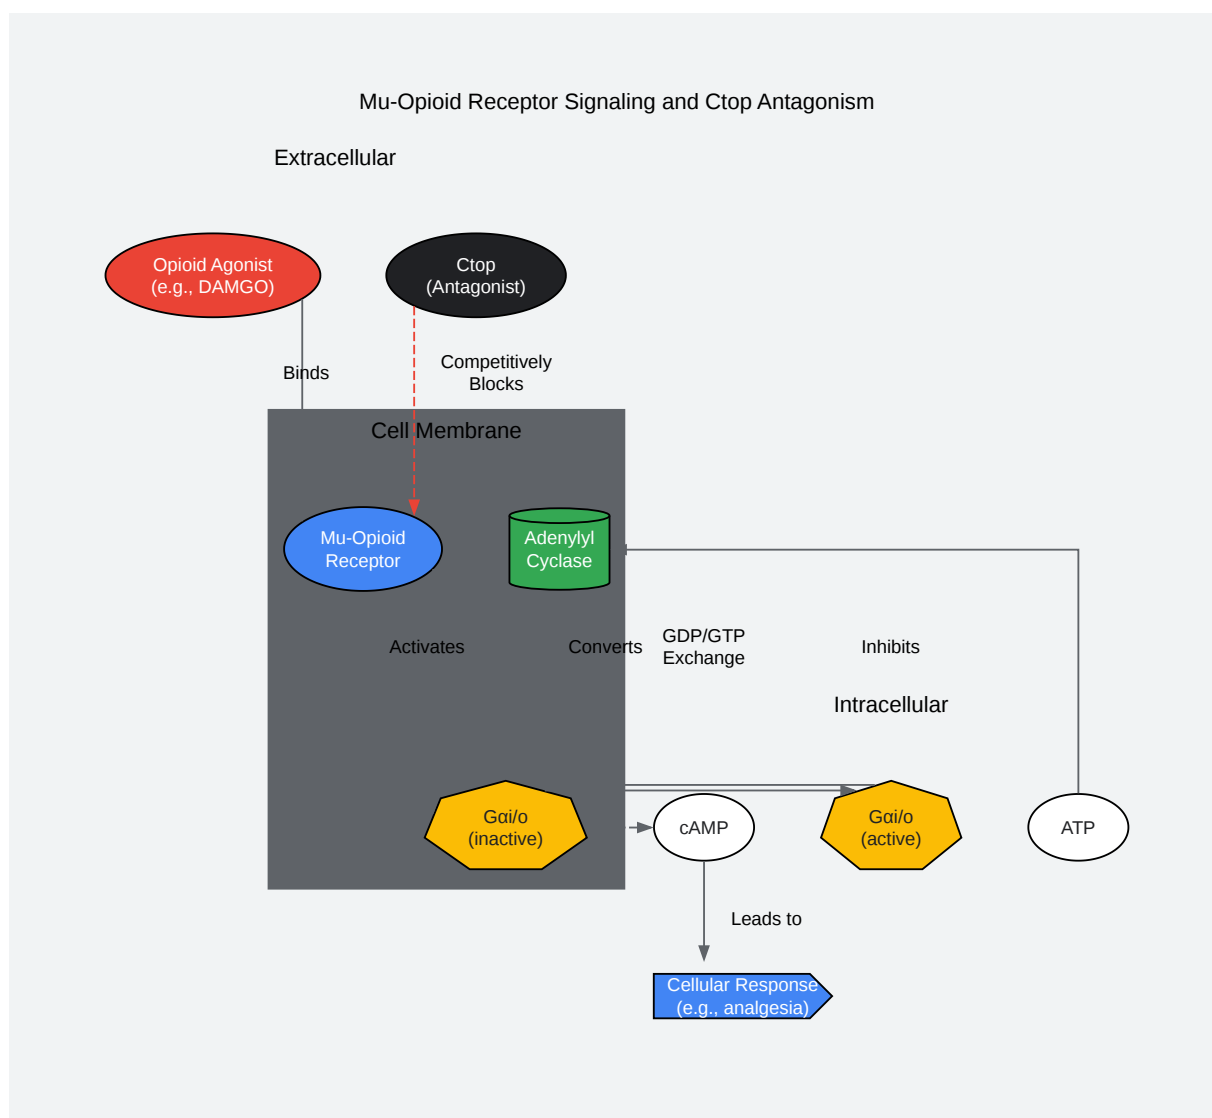 Mu-Opioid Receptor Signaling and Ctop Antagonism
Extracellular
Opioid Agonist
(e.g., DAMGO)
Ctop
(Antagonist)
Binds
Competitively
Blocks
Cell Membrane
Mu-Opioid
Receptor
Adenylyl
Cyclase
Activates
Converts
GDP/GTP
Exchange
Inhibits
Intracellular
Gαi/o
(inactive)
cAMP
Gαi/o
(active)
ATP
Leads to
Cellular Response
(e.g., analgesia)